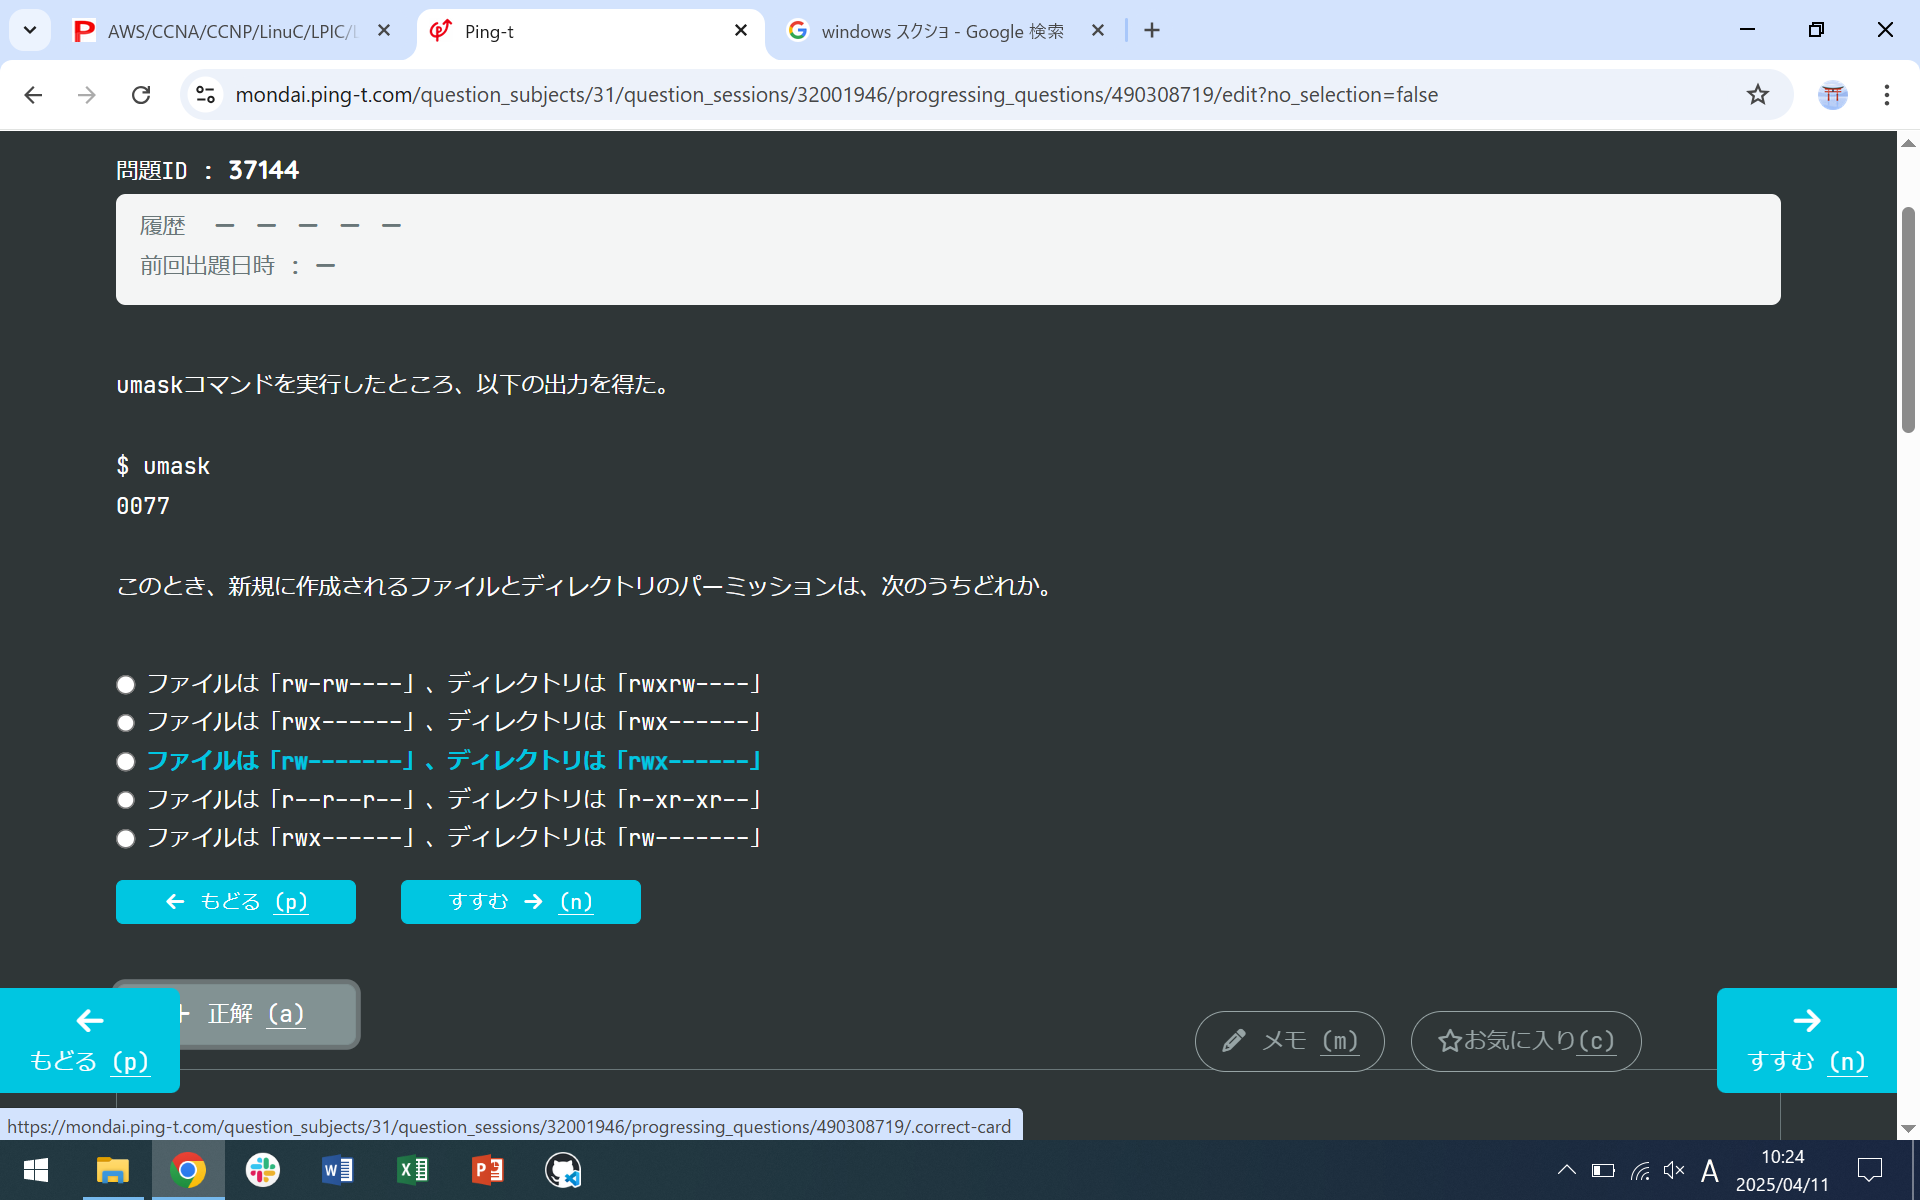 AWS/CCNA/CCNP/LinuC/LPIC/
Ping-t
windows スクショ - Google 検索
mondai.ping-t.com/question_subjects/31/question_sessions/32001946/progressing_questions/490308719/edit?no_selection=false
問題ID : 37144
履歴 ー ー ー ー ー
前回出題日時 : ー
umaskコマンドを実行したところ、以下の出力を得た。
$ umask
0077
このとき、新規に作成されるファイルとディレクトリのパーミッションは、次のうちどれか。
ファイルは「rw-rw----」、ディレクトリは「rwxrw----」
ファイルは「rwx------」、ディレクトリは「rwx------」
ファイルは「rw-------」、ディレクトリは「rwx------」
ファイルは「r--r--r--」、ディレクトリは「r-xr-xr--」
ファイルは「rwx------」、ディレクトリは「rw-------」
← もどる (p)
すすむ → (n)
正解 (a)
メモ (m)
☆お気に入り(c)
← もどる (p)
→ すすむ (n)
https://mondai.ping-t.com/question_subjects/31/question_sessions/32001946/progressing_questions/490308719/.correct-card
A
10:24
2025/04/11